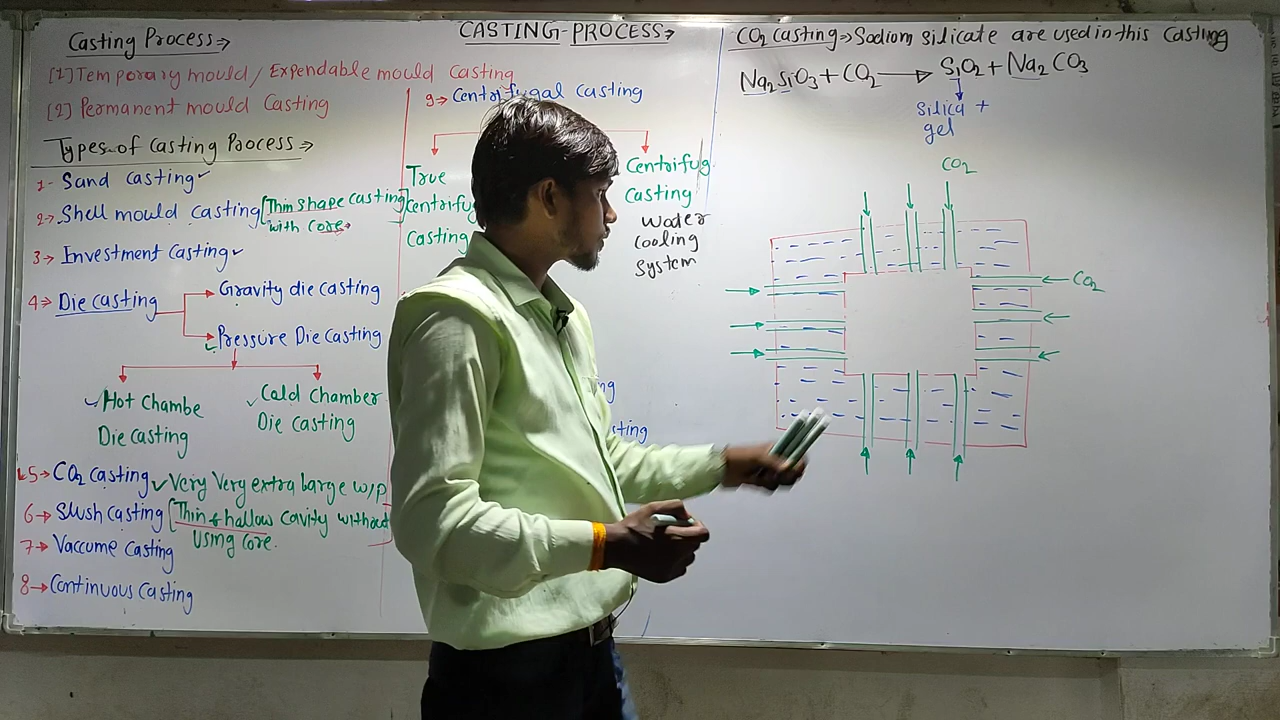 CASTING-PROCESS→
Casting Process→
[1] Temporary mould/Expendable mould Casting
[2] Permanent mould Casting
Types of Casting Process→
1- Sand casting✓
2→ Shell mould casting [Thin shape casting]
with core→
3→ Investment Casting✓
4→ Die casting
Gravity die casting
Pressure Die casting
✓Hot Chambe
Die casting
✓Cald chamber
Die casting
5→ CO2 casting✓ Very Very extra large w/p
6→ Slush casting [Thin & hallow cavity without
using core.
7→ Vaccume casting
8→ Continuous casting
9→ Centrifugal casting
True
Centrifug
Casting
Centrifug
Casting
Woder
Cooling
System
CO2 casting→ Sodiom silicate are used in this casting
Na2SiO3 + CO2 → SiO2 + Na2CO3
Silica +
gel
CO2
CO2